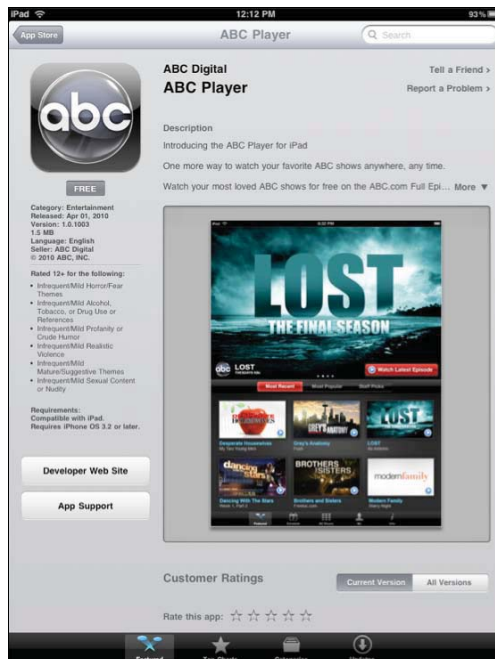 iPad
12:12 PM
93%
App Store
ABC Player
Search
abc
FREE
Category: Entertainment
Released: Apr 01, 2010
Version: 1.0.1003
1.5 MB
Language: English
Seller: ABC Digital
© 2010 ABC, INC.
Rated 12+ for the following:
• Infrequent/Mild Horror/Fear
Themes
• Infrequent/Mild Alcohol,
Tobacco, or Drug Use or
References
• Infrequent/Mild Profanity or
Crude Humor
• Infrequent/Mild Realistic
Violence
• Infrequent/Mild
Mature/Suggestive Themes
• Infrequent/Mild Sexual Content
or Nudity
Requirements:
Compatible with iPad.
Requires iPhone OS 3.2 or later.
Developer Web Site
App Support
ABC Digital
Tell a Friend >
ABC Player
Report a Problem >
Description
Introducing the ABC Player for iPad
One more way to watch your favorite ABC shows anywhere, any time.
Watch your most loved ABC shows for free on the ABC.com Full Epi... More ▼
LOST
THE FINAL SEASON
abc LOST
Watch Latest Episode
Most Recent
Most Popular
Staff Picks
GREY'S ANATOMY
LOST
Desperate Housewives
Grey's Anatomy
LOST
dancing with the stars
BROTHERS & SISTERS
modern family
Dancing With The Stars
Brothers and Sisters
Modern Family
Customer Ratings
Current Version
All Versions
Rate this app: ☆ ☆ ☆ ☆ ☆
Featured